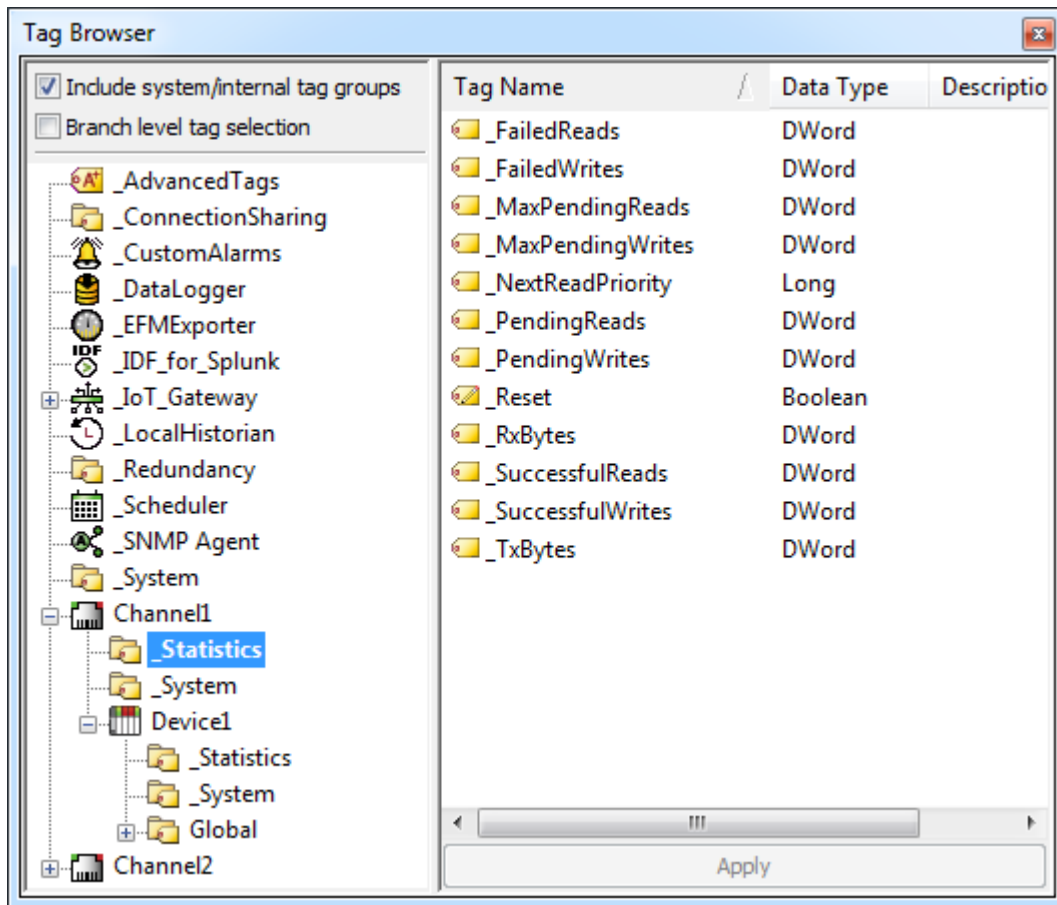 Tag Browser
Include system/internal tag groups
Branch level tag selection
_AdvancedTags
_ConnectionSharing
_CustomAlarms
_DataLogger
_EFMExporter
IDF
_IDF_for_Splunk
_IoT_Gateway
_LocalHistorian
_Redundancy
_Scheduler
_SNMP Agent
_System
Channel1
_Statistics
_System
Device1
_Statistics
_System
Global
Channel2
Tag Name Data Type Descriptio
_FailedReads DWord
_FailedWrites DWord
_MaxPendingReads DWord
_MaxPendingWrites DWord
_NextReadPriority Long
_PendingReads DWord
_PendingWrites DWord
_Reset Boolean
_RxBytes DWord
_SuccessfulReads DWord
_SuccessfulWrites DWord
_TxBytes DWord
Apply